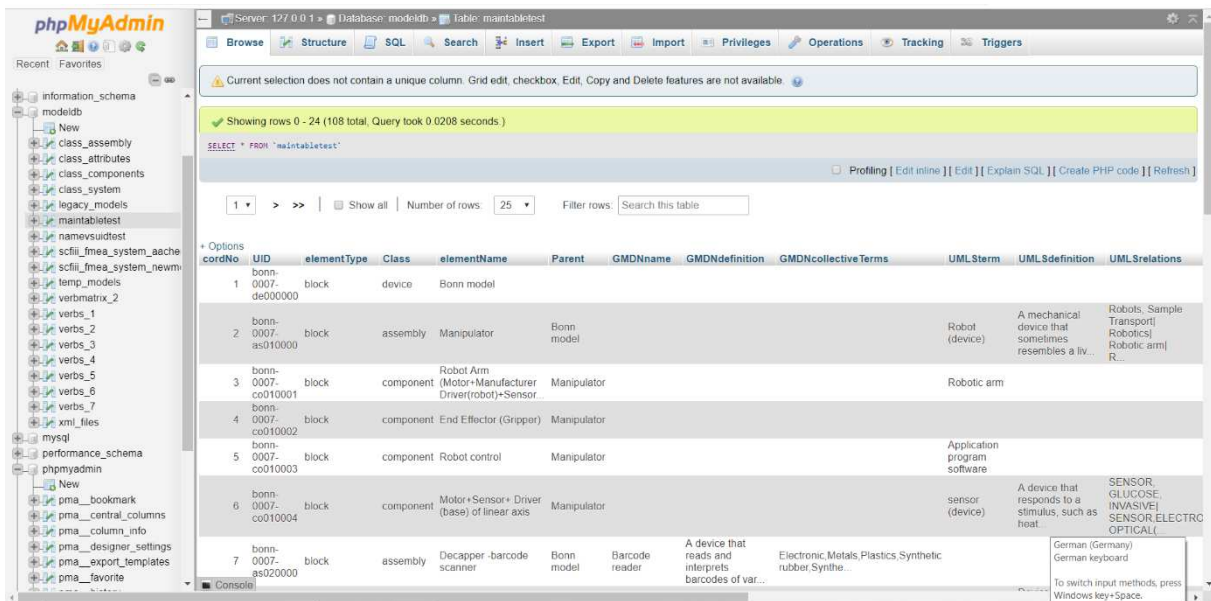 phpMyAdmin
Recent Favorites
information_schema
modeldb
New
class_assembly
class_attributes
class_components
class_system
legacy_models
maintabletest
namevsuidtest
scfiii_fmea_system_aache
scfiii_fmea_system_newm
temp_models
verbmatrix_2
verbs_1
verbs_2
verbs_3
verbs_4
verbs_5
verbs_6
verbs_7
xml_files
mysql
performance_schema
phpmyadmin
New
pma__bookmark
pma__central_columns
pma__column_info
pma__designer_settings
pma__export_templates
pma__favorite
Server: 127.0.0.1 » Database: modeldb » Table: maintabletest
Browse Structure SQL Search Insert Export Import Privileges Operations Tracking Triggers
Current selection does not contain a unique column. Grid edit, checkbox, Edit, Copy and Delete features are not available.
Showing rows 0 - 24 (108 total, Query took 0.0208 seconds.)
SELECT * FROM `maintabletest`
Profiling [ Edit inline ] [ Edit ] [ Explain SQL ] [ Create PHP code ] [ Refresh ]
1 > >> Show all Number of rows: 25 Filter rows: Search this table
+ Options
cordNo UID elementType Class elementName Parent GMDNname GMDNdefinition GMDNcollectiveTerms UMLSterm UMLSdefinition UMLSrelations
1 bonn-0007-de000000 block device Bonn model
2 bonn-0007-as010000 block assembly Manipulator Bonn model Robot (device) A mechanical device that sometimes resembles a liv... Robots, Sample Transport| Robotics| Robotic arm| R...
3 bonn-0007-co010001 block component Robot Arm (Motor+Manufacturer Driver(robot)+Sensor... Manipulator Robotic arm
4 bonn-0007-co010002 block component End Effector (Gripper) Manipulator
5 bonn-0007-co010003 block component Robot control Manipulator Application program software
6 bonn-0007-co010004 block component Motor+Sensor+ Driver (base) of linear axis Manipulator sensor (device) A device that responds to a stimulus, such as heat... SENSOR, GLUCOSE, INVASIVE| SENSOR,ELECTRO OPTICAL(...
7 bonn-0007-as020000 block assembly Decapper -barcode scanner Bonn model Barcode reader A device that reads and interprets barcodes of var... Electronic,Metals,Plastics,Synthetic rubber,Synthe...
Console
German (Germany)
German keyboard
To switch input methods, press
Windows key+Space.